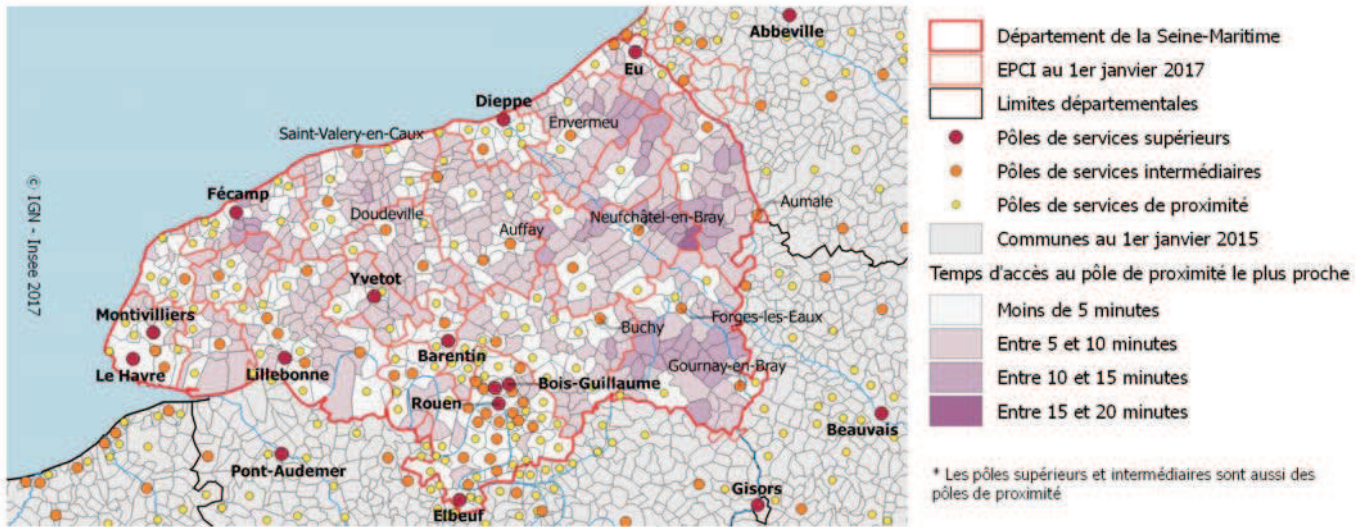 Abbeville
Eu
Dieppe
Envermeu
Saint-Valery-en-Caux
Fécamp
Doudeville
Auffay
Neufchâtel-en-Bray
Aumale
Yvetot
Montivilliers
Le Havre
Lillebonne
Barentin
Buchy
Forges-les-Eaux
Gournay-en-Bray
Bois-Guillaume
Rouen
Beauvais
Pont-Audemer
Elbeuf
Gisors
© IGN - Insee 2017
Département de la Seine-Maritime
EPCI au 1er janvier 2017
Limites départementales
Pôles de services supérieurs
Pôles de services intermédiaires
Pôles de services de proximité
Communes au 1er janvier 2015
Temps d'accès au pôle de proximité le plus proche
Moins de 5 minutes
Entre 5 et 10 minutes
Entre 10 et 15 minutes
Entre 15 et 20 minutes
* Les pôles supérieurs et intermédiaires sont aussi des
pôles de proximité